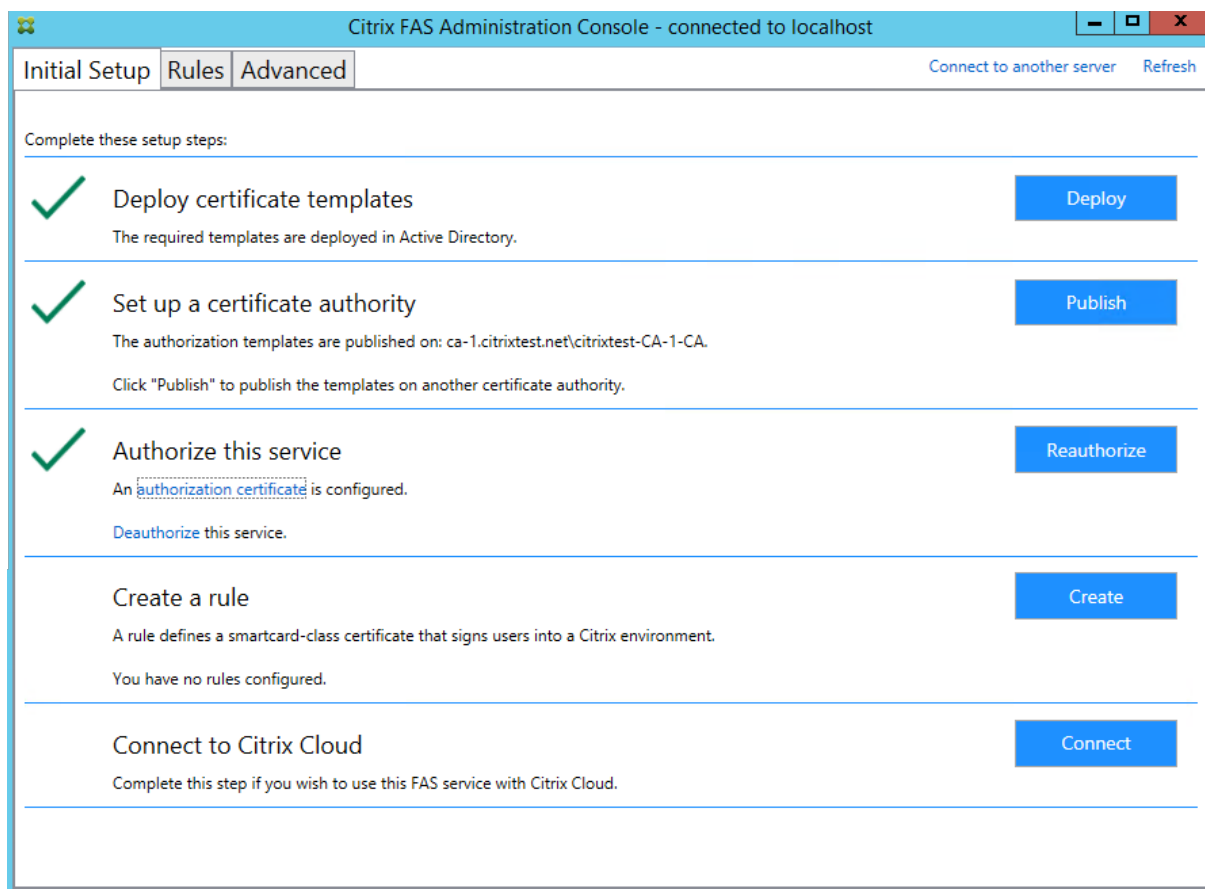 Citrix FAS Administration Console - connected to localhost
Initial Setup Rules Advanced Connect to another server Refresh
Complete these setup steps:
Deploy certificate templates
Deploy
The required templates are deployed in Active Directory.
Set up a certificate authority
Publish
The authorization templates are published on: ca-1.citrixtest.net\citrixtest-CA-1-CA.
Click "Publish" to publish the templates on another certificate authority.
Authorize this service
Reauthorize
An authorization certificate is configured.
Deauthorize this service.
Create a rule
Create
A rule defines a smartcard-class certificate that signs users into a Citrix environment.
You have no rules configured.
Connect to Citrix Cloud
Connect
Complete this step if you wish to use this FAS service with Citrix Cloud.